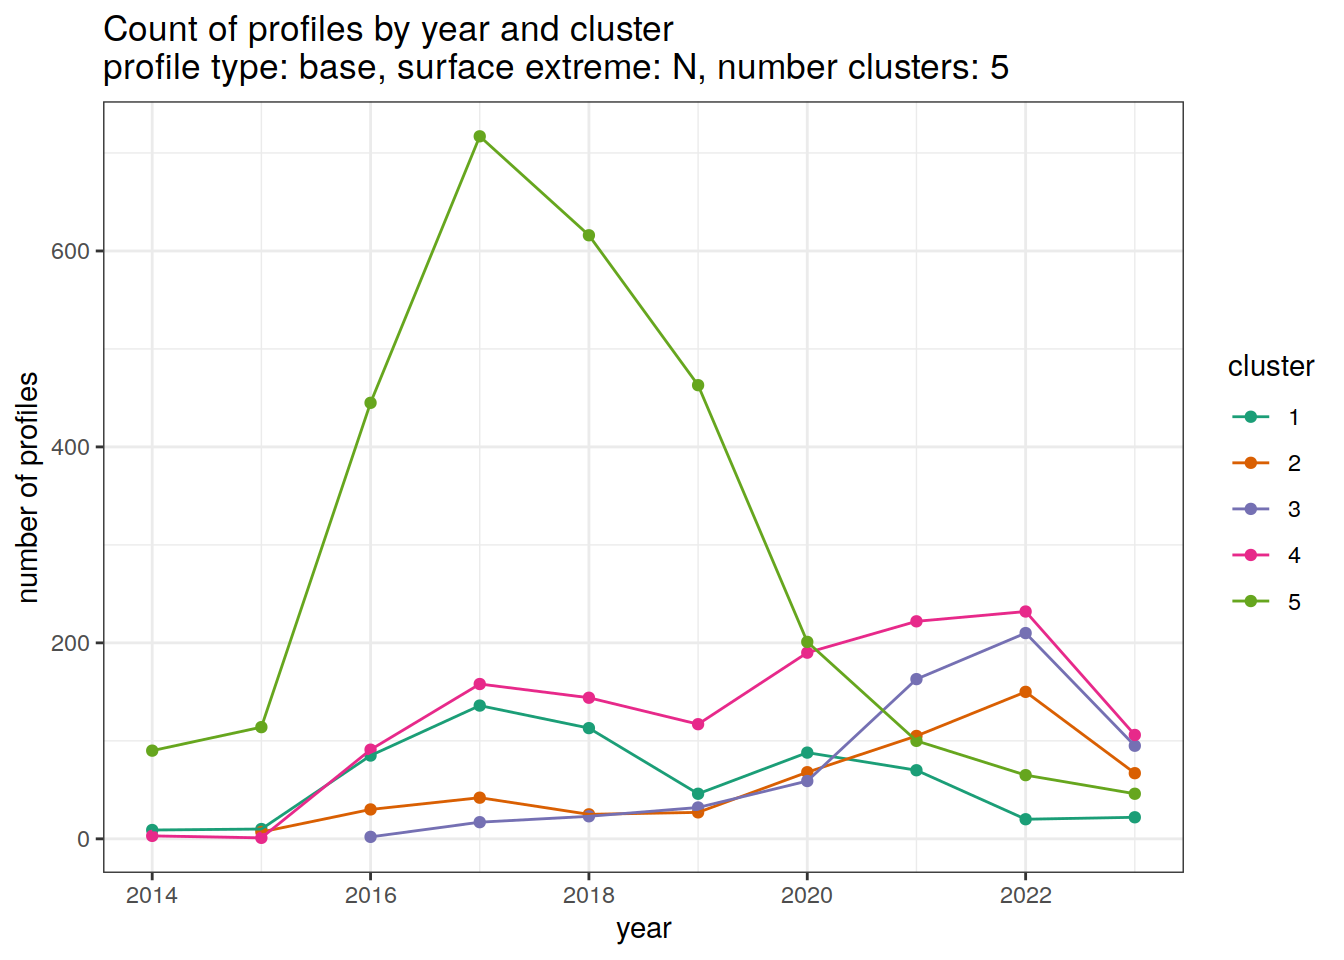 Count of profiles by year and cluster
profile type: base, surface extreme: N, number clusters: 5
number of profiles
600
400
200
0
2014 2016 2018 2020 2022
year
cluster
1
2
3
4
5